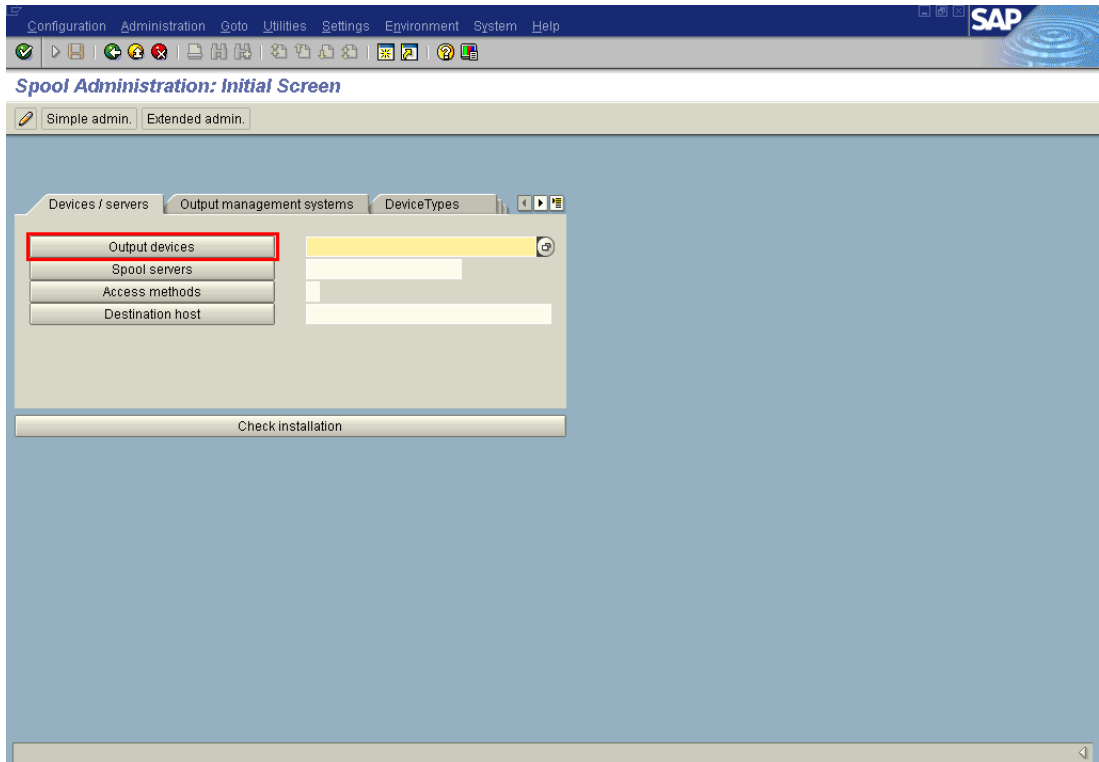 Configuration Administration Goto Utilities Settings Environment System Help
SAP
Spool Administration: Initial Screen
Simple admin. Extended admin.
Devices / servers Output management systems DeviceTypes
Output devices
Spool servers
Access methods
Destination host
Check installation